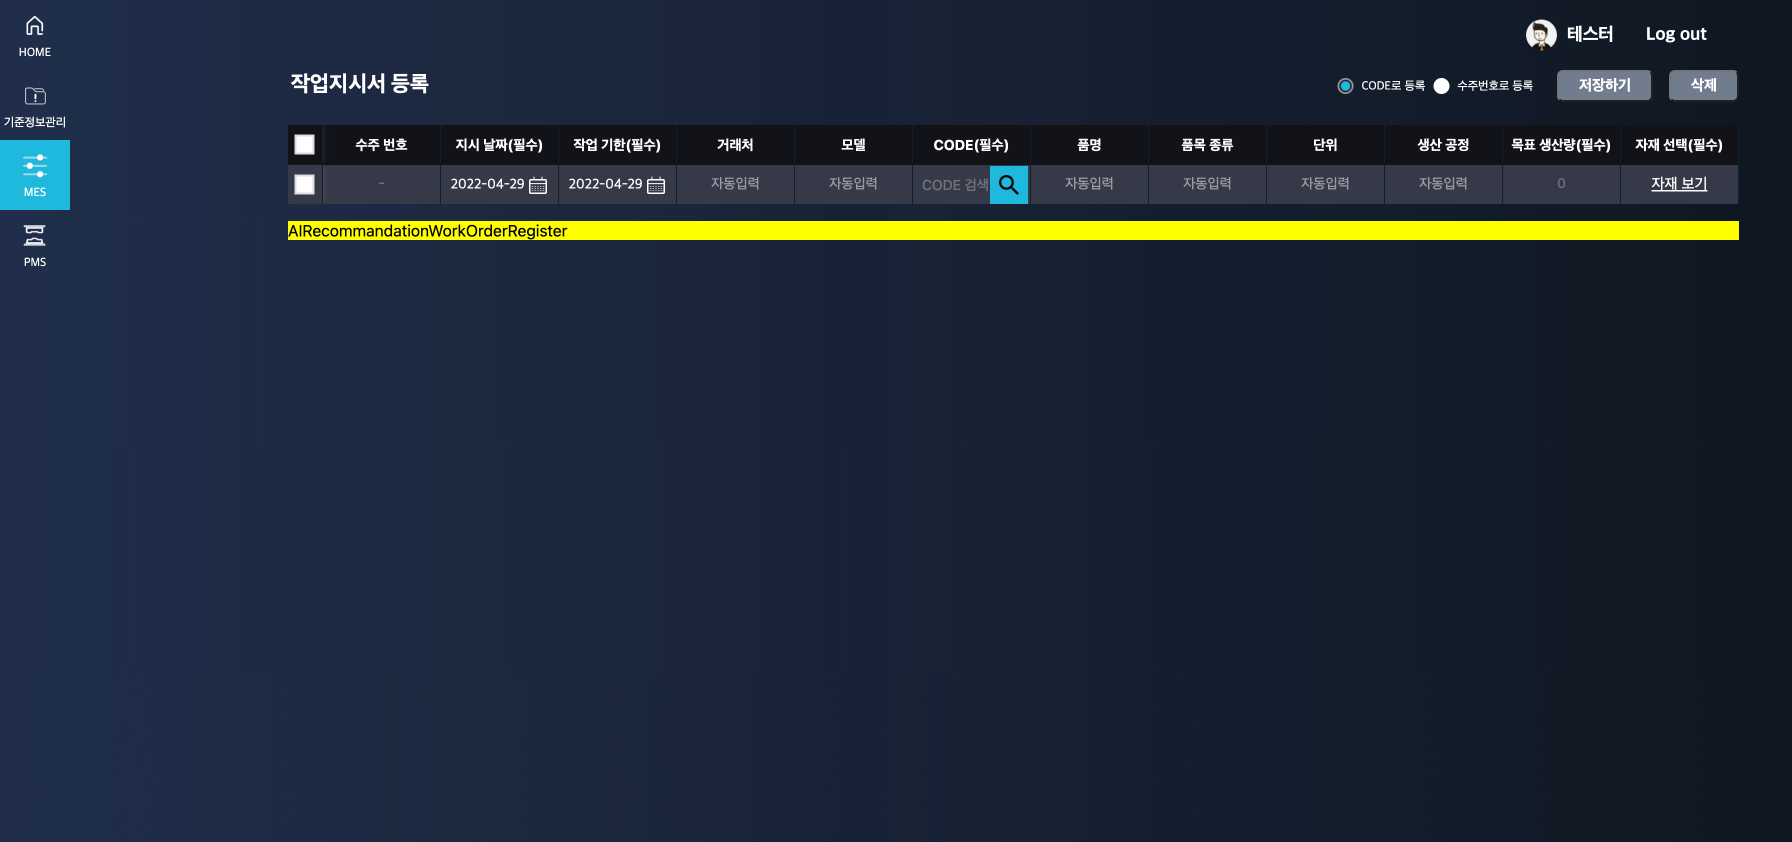 HOME
기준정보관리
MES
PMS
테스터 Log out
작업지시서 등록
CODE로 등록 수주번호로 등록 저장하기 삭제
수주 번호 지시 날짜(필수) 작업 기한(필수) 거래처 모델 CODE(필수) 품명 품목 종류 단위 생산 공정 목표 생산량(필수) 자재 선택(필수)
- 2022-04-29 2022-04-29 자동입력 자동입력 CODE 검색 자동입력 자동입력 자동입력 자동입력 0 자재 보기
AIRecommandationWorkOrderRegister